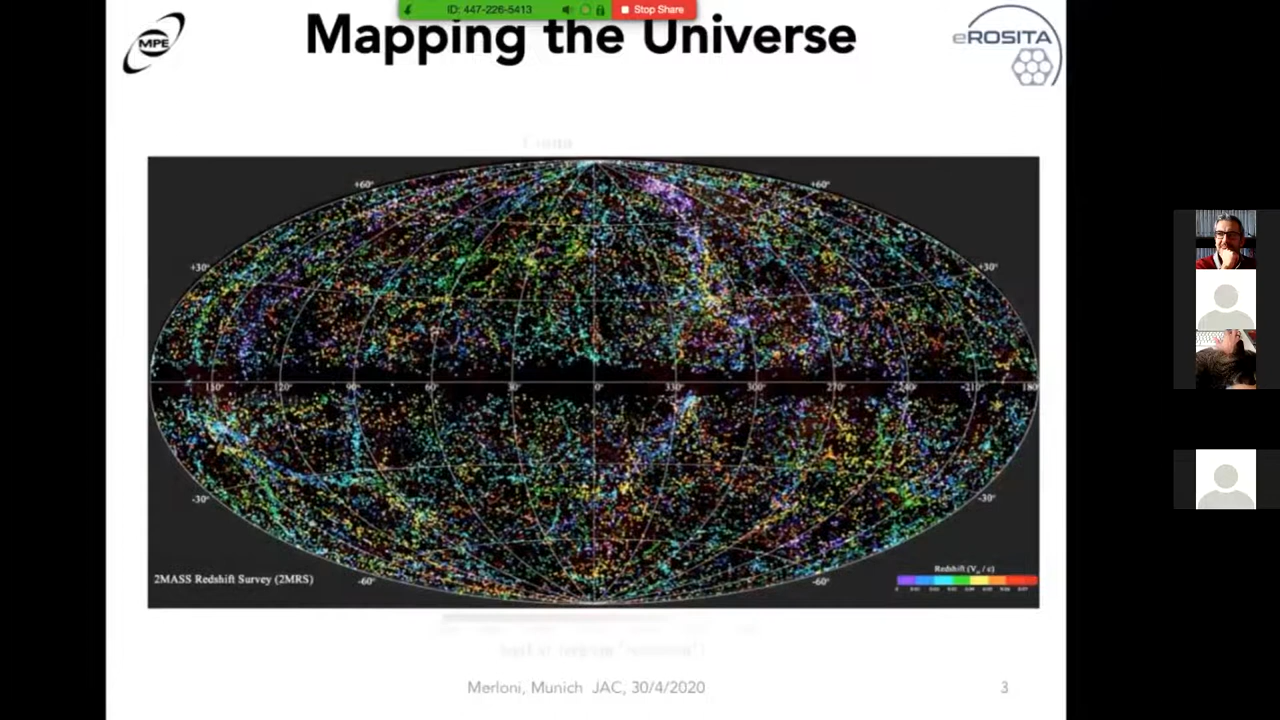 ID: 447-226-5413
Stop Share
Mapping the Universe
MPE
eROSITA
+60°
+60°
+30°
+30°
150° 120° 90° 60° 30° 0° 330° 300° 270° 240° 210° 180°
-30°
-30°
-60°
-60°
2MASS Redshift Survey (2MRS)
Merloni, Munich JAC, 30/4/2020
3